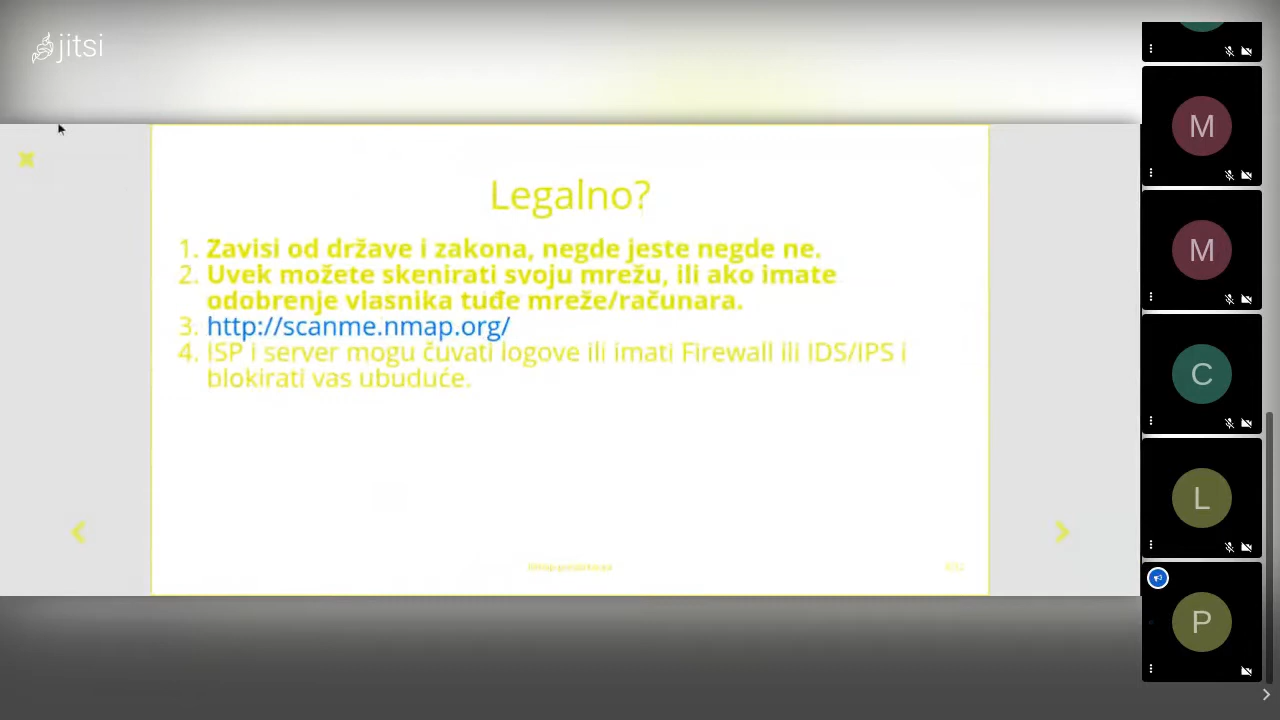 jitsi
Legalno?
1. Zavisi od države i zakona, negde jeste negde ne.
2. Uvek možete skenirati svoju mrežu, ili ako imate
odobrenje vlasnika tuđe mreže/računara.
3. http://scanme.nmap.org/
4. ISP i server mogu čuvati logove ili imati Firewall ili IDS/IPS i
blokirati vas ubuduće.
M
M
C
L
P